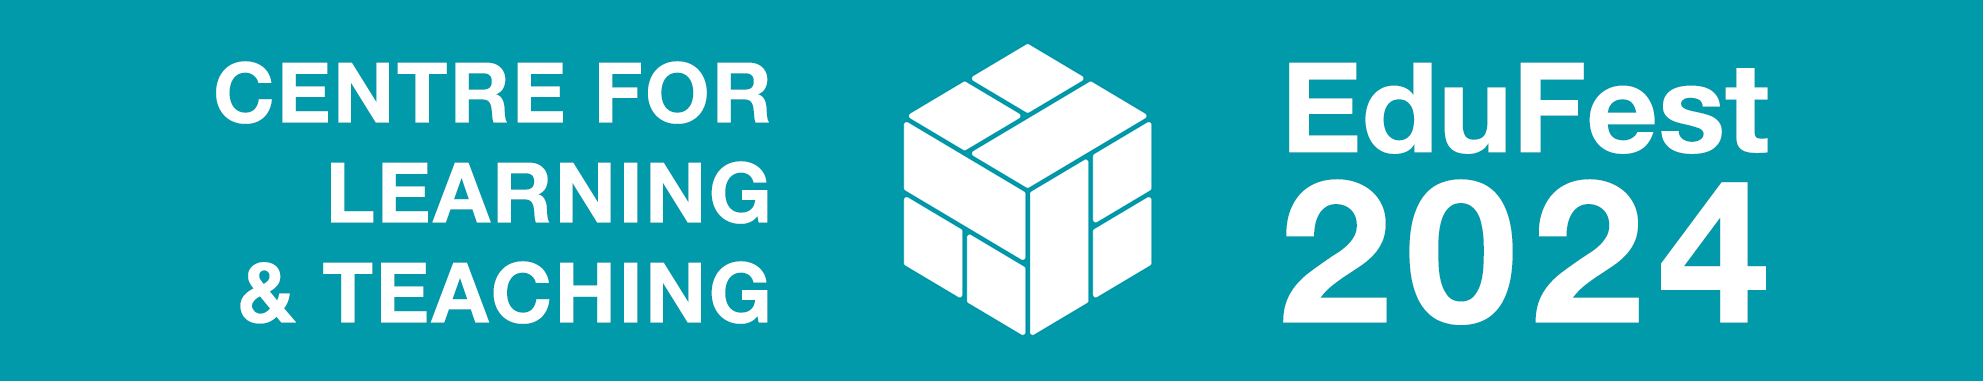 CENTRE FOR
LEARNING
& TEACHING
EduFest
2024